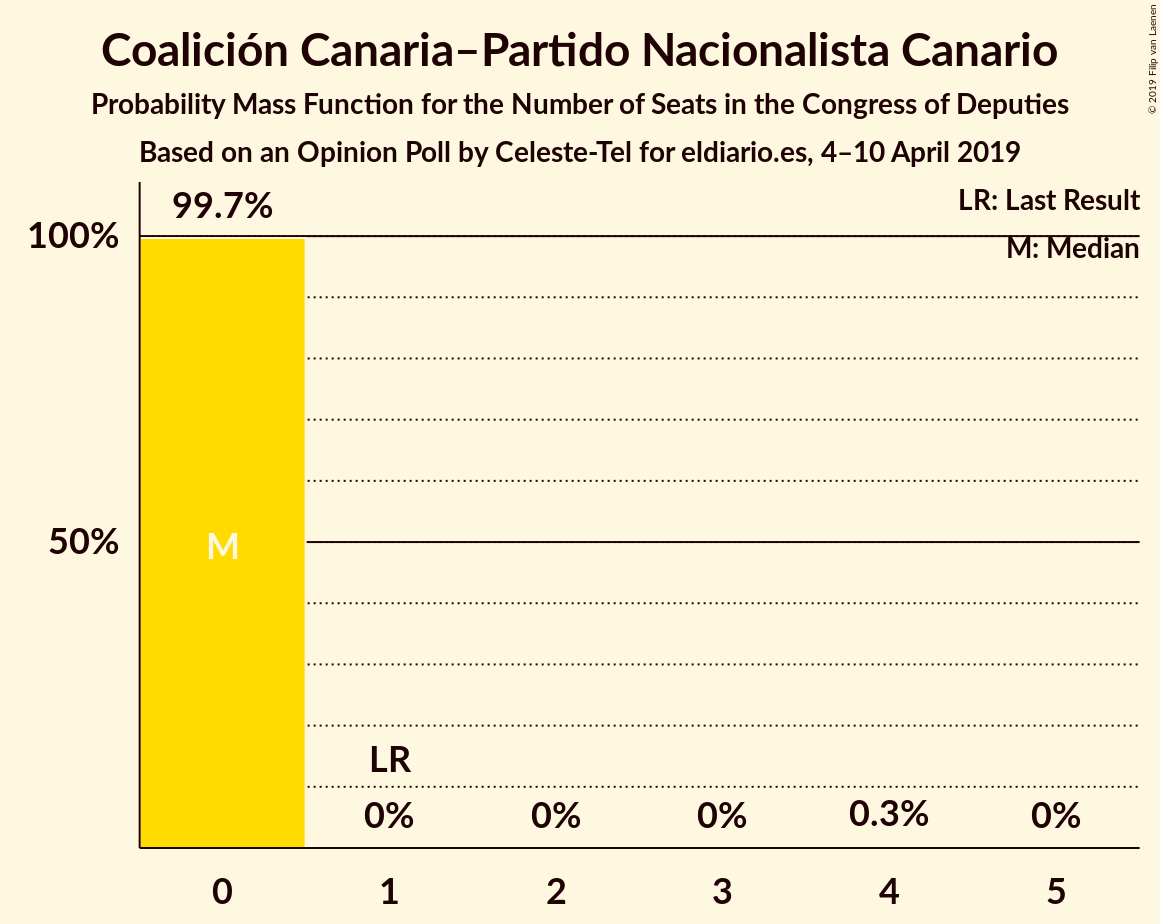 Coalición Canaria–Partido Nacionalista Canario
Probability Mass Function for the Number of Seats in the Congress of Deputies
Based on an Opinion Poll by Celeste-Tel for eldiario.es, 4–10 April 2019
© 2019 Filip van Laenen
LR: Last Result
M: Median
99.7%
100%
50%
M
LR
0%
0%
0%
0.3%
0%
0
1
2
3
4
5